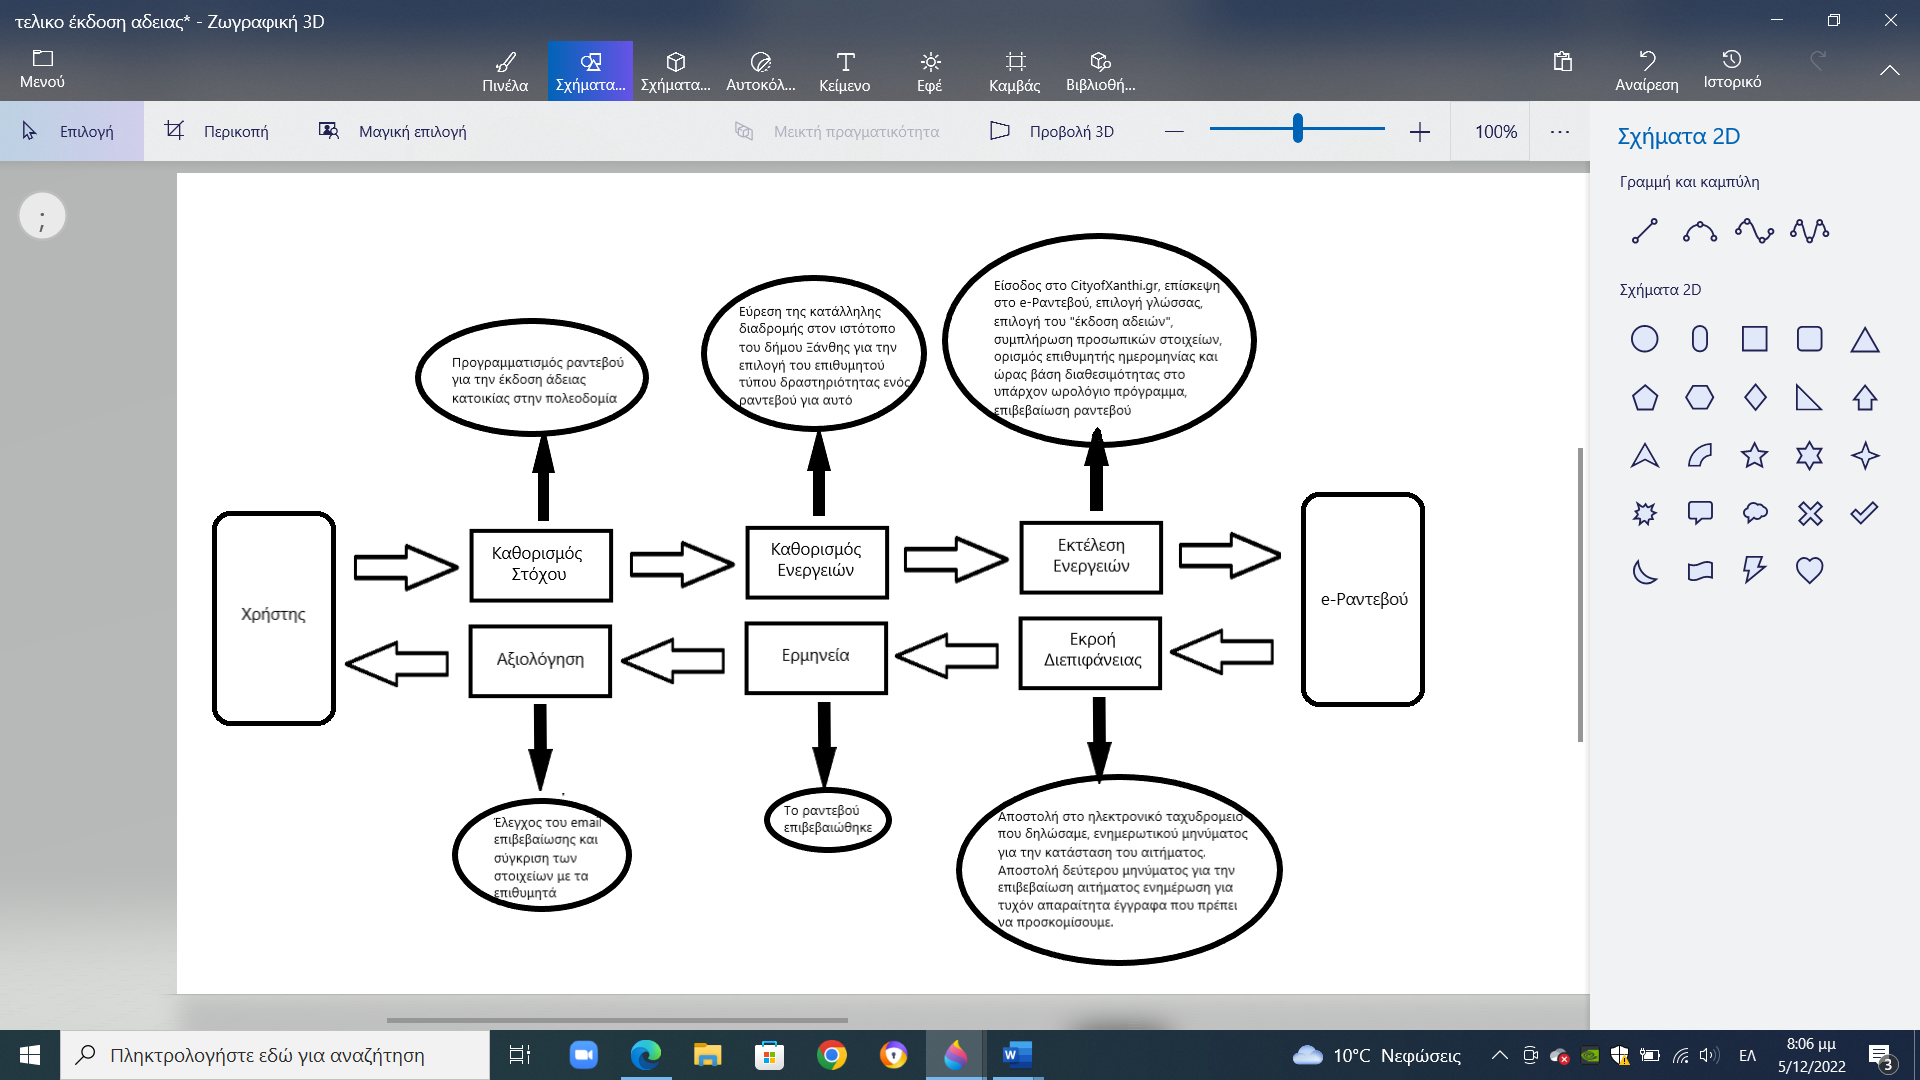 τελικο έκδοση αδειας* - Ζωγραφική 3D
Μενού
Πινέλα
Σχήματα...
Σχήματα...
Αυτοκόλ...
Κείμενο
Εφέ
Καμβάς
Βιβλιοθή...
Αναίρεση
Ιστορικό
Επιλογή
Περικοπή
Μαγική επιλογή
Μεικτή πραγματικότητα
Προβολή 3D
100%
...
Σχήματα 2D
Γραμμή και καμπύλη
Σχήματα 2D
;
Προγραμματισμός ραντεβού
για την έκδοση άδειας
κατοικίας στην πολεοδομία
Εύρεση της κατάλληλης
διαδρομής στον ιστότοπο
του δήμου Ξάνθης για την
επιλογή του επιθυμητού
τύπου δραστηριότητας ενός
ραντεβού για αυτό
Είσοδος στο CityofXanthi.gr, επίσκεψη
στο e-Ραντεβού, επιλογή γλώσσας,
επιλογή του "έκδοση αδειών",
συμπλήρωση προσωπικών στοιχείων,
ορισμός επιθυμητής ημερομηνίας και
ώρας βάση διαθεσιμότητας στο
υπάρχον ωρολόγιο πρόγραμμα,
επιβεβαίωση ραντεβού
Χρήστης
Καθορισμός
Στόχου
Καθορισμός
Ενεργειών
Εκτέλεση
Ενεργειών
e-Ραντεβού
Αξιολόγηση
Ερμηνεία
Εκροή
Διεπιφάνειας
Έλεγχος του email
επιβεβαίωσης και
σύγκριση των
στοιχείων με τα
επιθυμητά
Το ραντεβού
επιβεβαιώθηκε
Αποστολή στο ηλεκτρονικό ταχυδρομειο
που δηλώσαμε, ενημερωτικού μηνύματος
για την κατάσταση του αιτήματος.
Αποστολή δεύτερου μηνύματος για την
επιβεβαίωση αιτήματος ενημέρωση για
τυχόν απαραίτητα έγγραφα που πρέπει
να προσκομίσουμε.
Πληκτρολογήστε εδώ για αναζήτηση
10°C Νεφώσεις
ΕΛ
8:06 μμ
5/12/2022
3